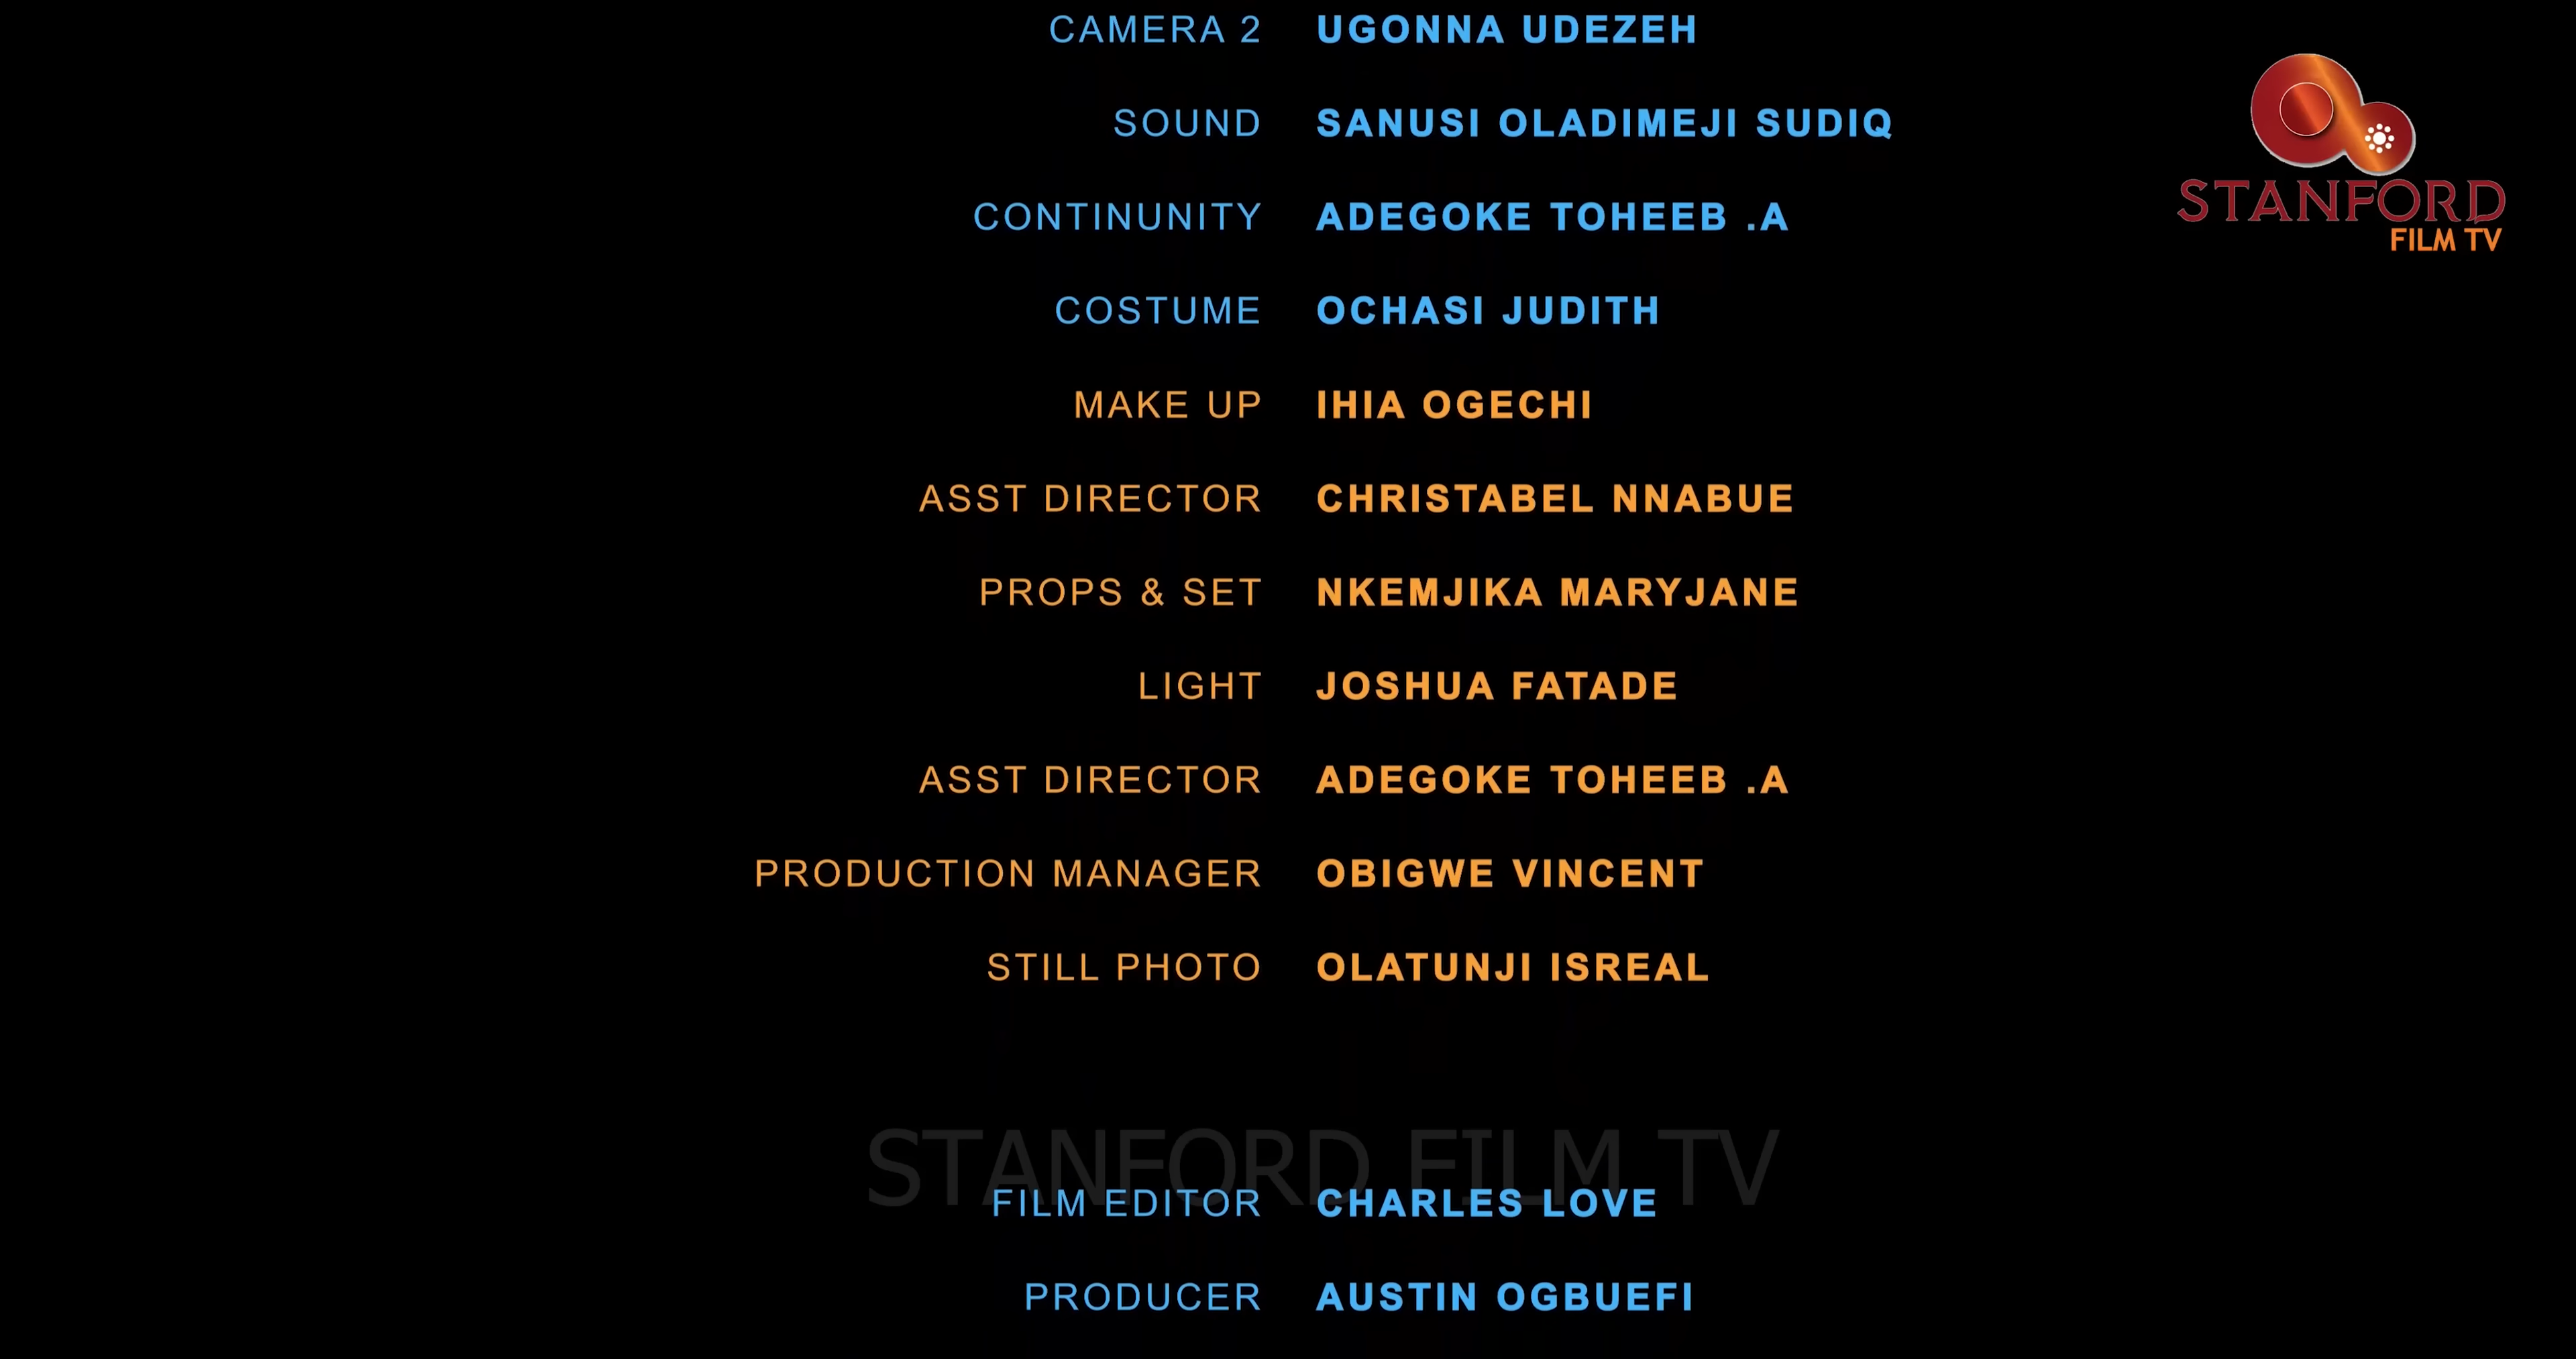 CAMERA 2 UGONNA UDEZEH
SOUND SANUSI OLADIMEJI SUDIQ
CONTINUNITY ADEGOKE TOHEEB .A
COSTUME OCHASI JUDITH
MAKE UP IHIA OGECHI
ASST DIRECTOR CHRISTABEL NNABUE
PROPS & SET NKEMJIKA MARYJANE
LIGHT JOSHUA FATADE
ASST DIRECTOR ADEGOKE TOHEEB .A
PRODUCTION MANAGER OBIGWE VINCENT
STILL PHOTO OLATUNJI ISREAL
STANFORD FILM TV
FILM EDITOR CHARLES LOVE
PRODUCER AUSTIN OGBUEFI
STANFORD
FILM TV